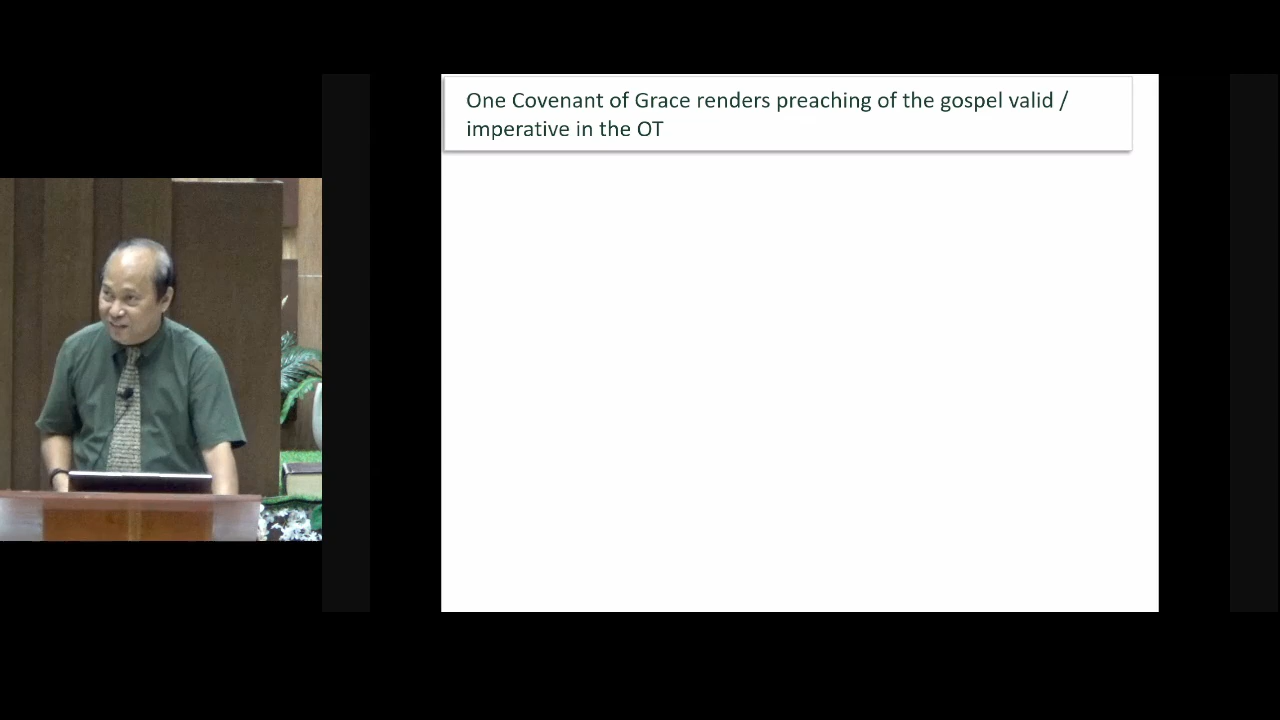 One Covenant of Grace renders preaching of the gospel valid /
imperative in the OT